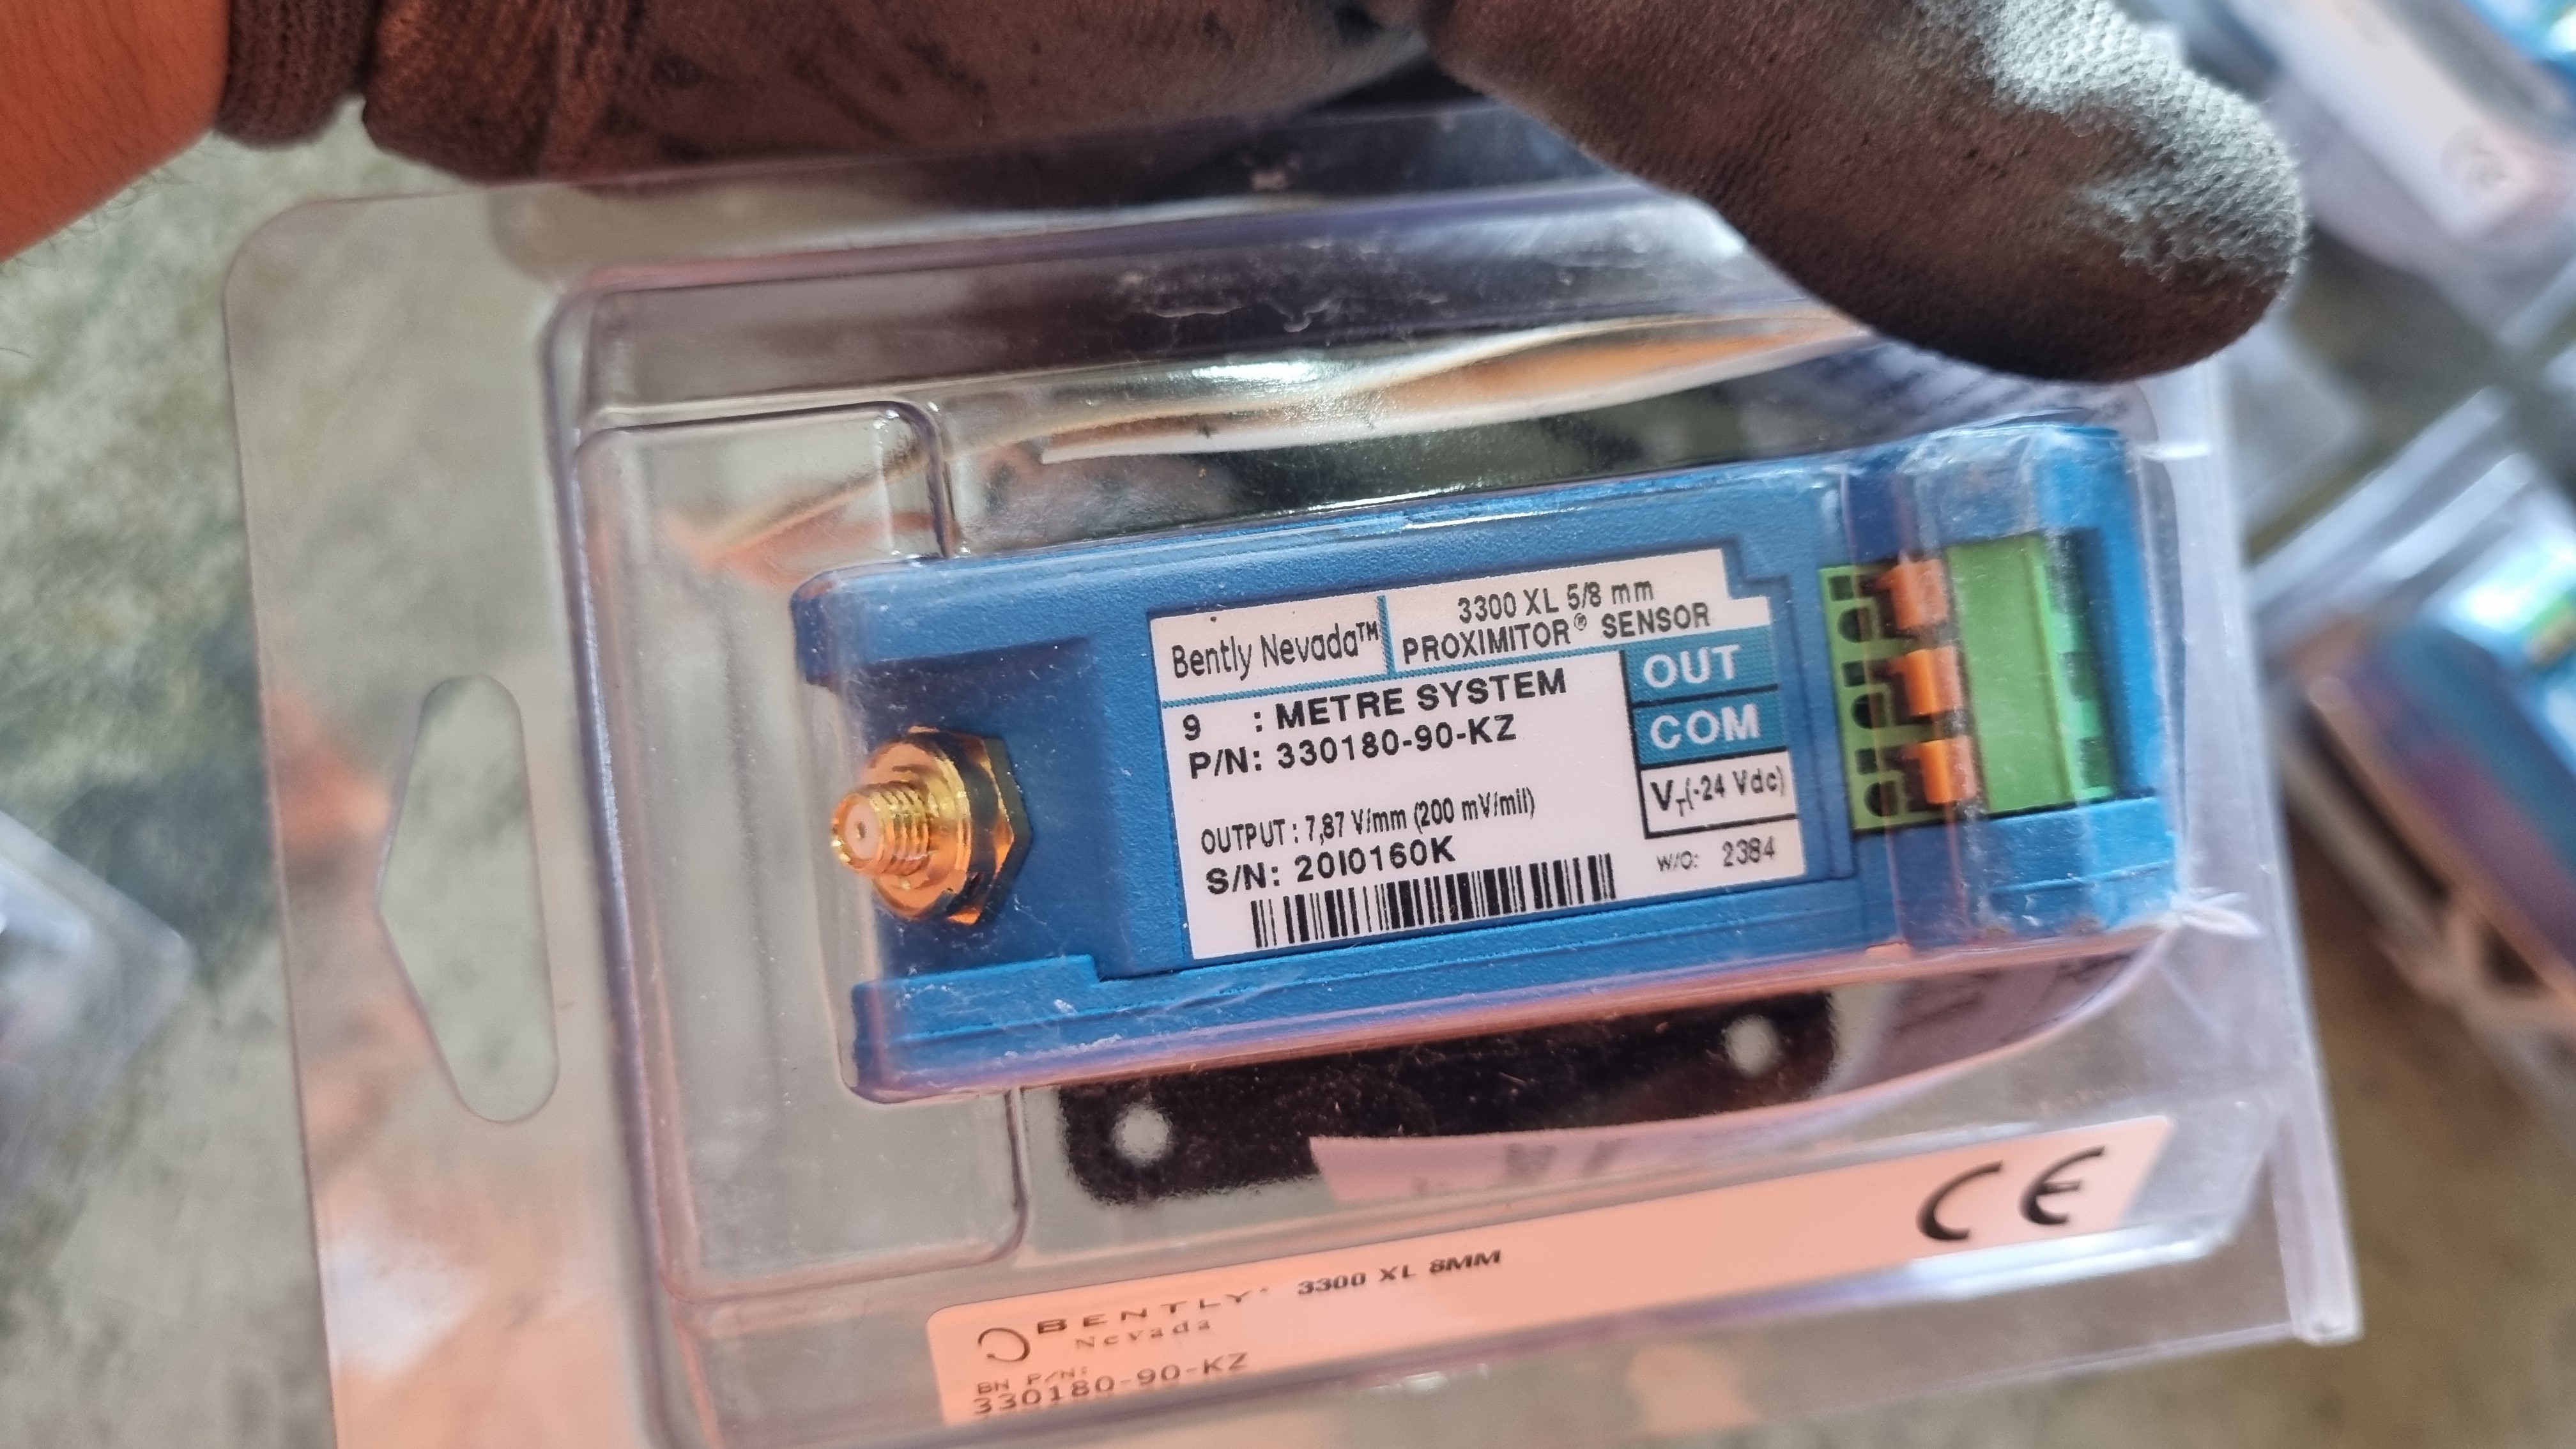 Bently Nevada™
3300 XL 5/8 mm
PROXIMITOR® SENSOR
9 : METRE SYSTEM
P/N: 330180-90-KZ
OUTPUT : 7,87 V/mm (200 mV/mil)
S/N: 20I0160K
OUT
COM
VT(-24 Vdc)
W/O: 2384
BENTLY
Nevada
3300 XL 8MM
BN P/N:
330180-90-KZ
CE